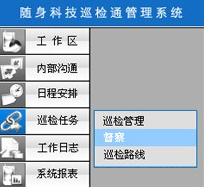 随身科技巡检通管理系统
工作区
内部沟通
日程安排
巡检任务
工作日志
系统报表
巡检管理
督察
巡检路线